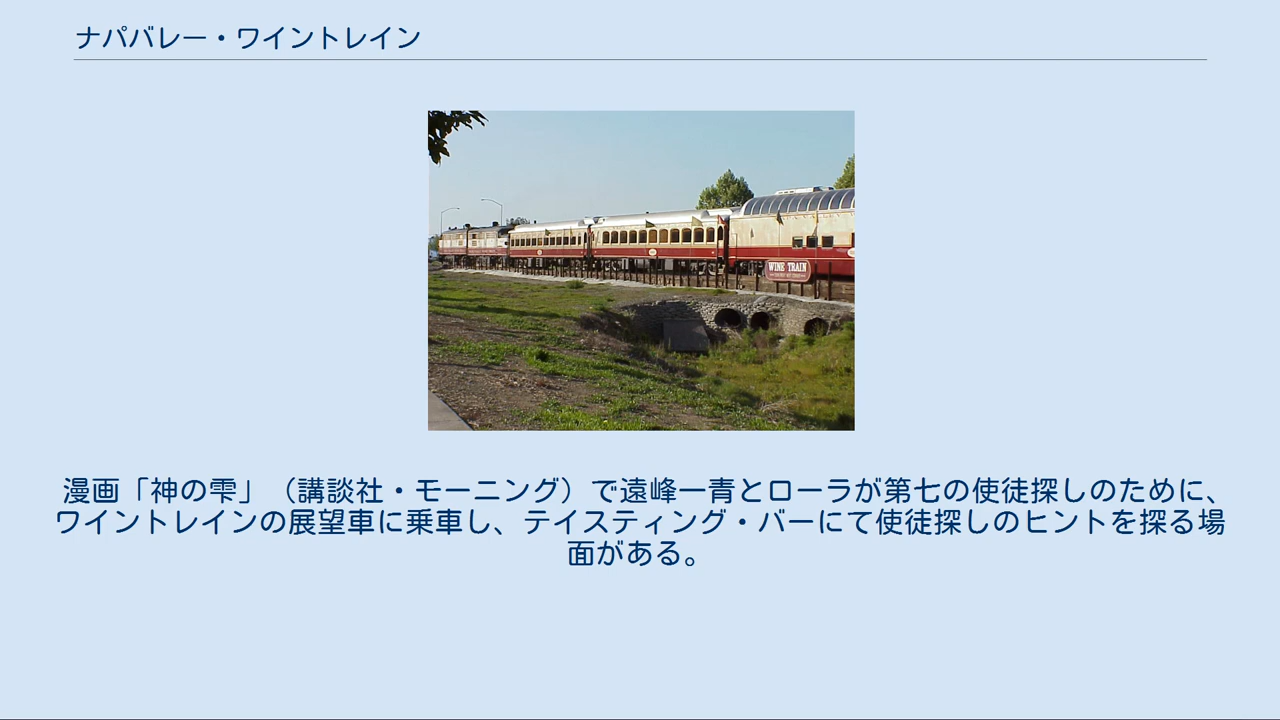 ナパバレー・ワイントレイン
WINE TRAIN
漫画「神の雫」（講談社・モーニング）で遠峰一青とローラが第七の使徒探しのために、
ワイントレインの展望車に乗車し、テイスティング・バーにて使徒探しのヒントを探る場
面がある。